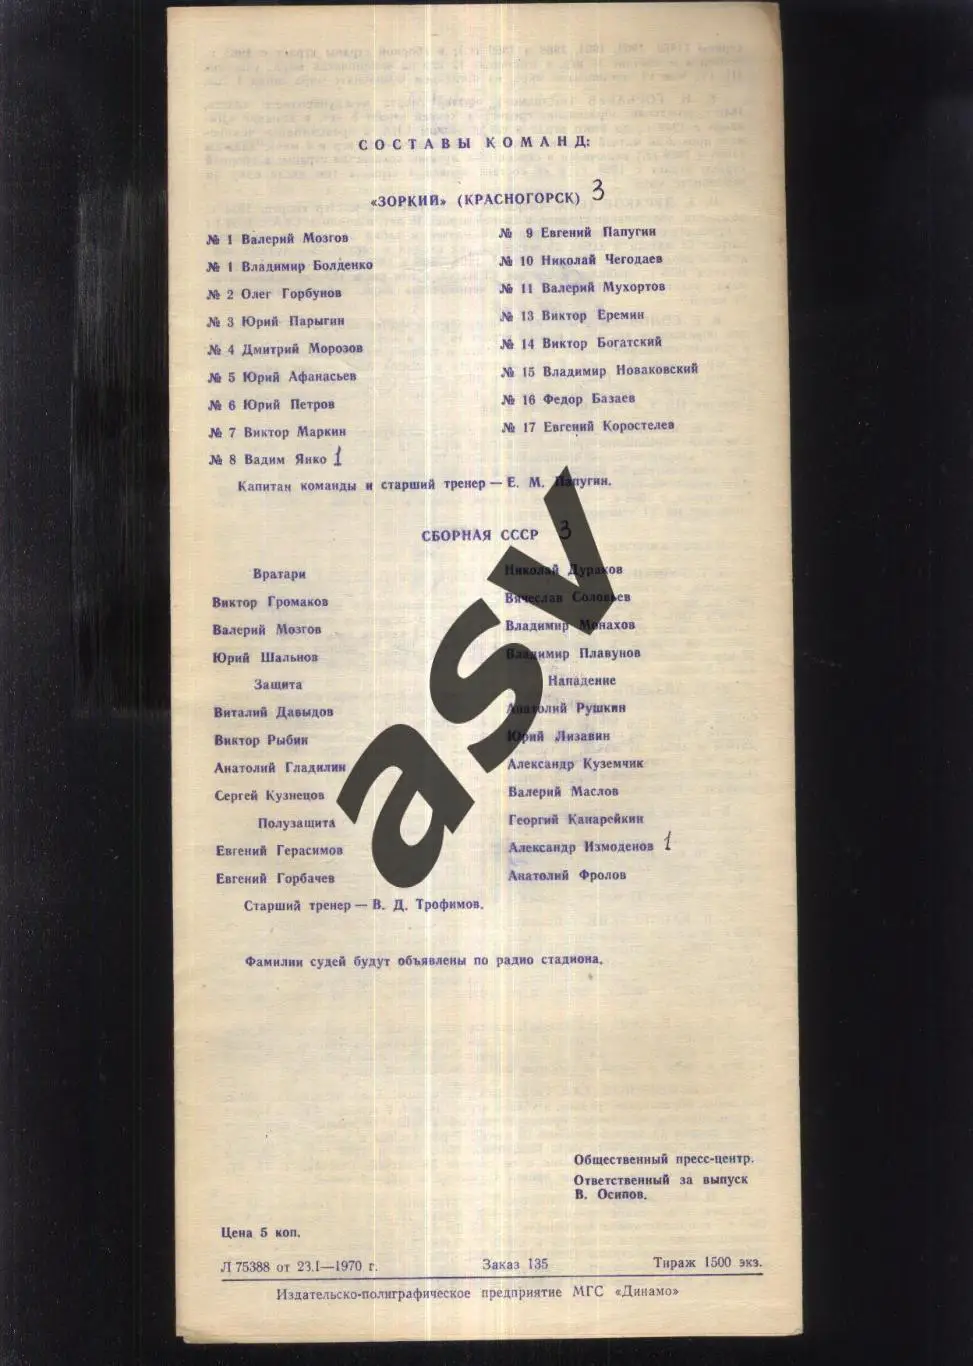 СОСТАВЫ КОМАНД:
«ЗОРКИЙ» (КРАСНОГОРСК) 3
№ 1 Валерий Мозгов
№ 1 Владимир Болденко
№ 2 Олег Горбунов
№ 3 Юрий Парыгин
№ 4 Дмитрий Морозов
№ 5 Юрий Афанасьев
№ 6 Юрий Петров
№ 7 Виктор Маркин
№ 8 Вадим Янко 1
№ 9 Евгений Папугин
№ 10 Николай Чегодаев
№ 11 Валерий Мухортов
№ 13 Виктор Еремин
№ 14 Виктор Богатский
№ 15 Владимир Новаковский
№ 16 Федор Базаев
№ 17 Евгений Коростелев
Капитан команды и старший тренер — Е. М. Папугин.
СБОРНАЯ СССР 3
Вратари
Виктор Громаков
Валерий Мозгов
Юрий Шальнов
Защита
Виталий Давыдов
Виктор Рыбин
Анатолий Гладилин
Сергей Кузнецов
Полузащита
Евгений Герасимов
Евгений Горбачев
Николай Дураков
Вячеслав Соловьев
Владимир Монахов
Владимир Плавунов
Нападение
Анатолий Рушкин
Юрий Лизавин
Александр Куземчик
Валерий Маслов
Георгий Канарейкин
Александр Измоденов 1
Анатолий Фролов
Старший тренер — В. Д. Трофимов.
Фамилии судей будут объявлены по радио стадиона.
Общественный пресс-центр.
Ответственный за выпуск
В. Осипов.
Цена 5 коп.
Л 75388 от 23.I—1970 г. Заказ 135 Тираж 1500 экз.
Издательско-полиграфическое предприятие МГС «Динамо»
asv